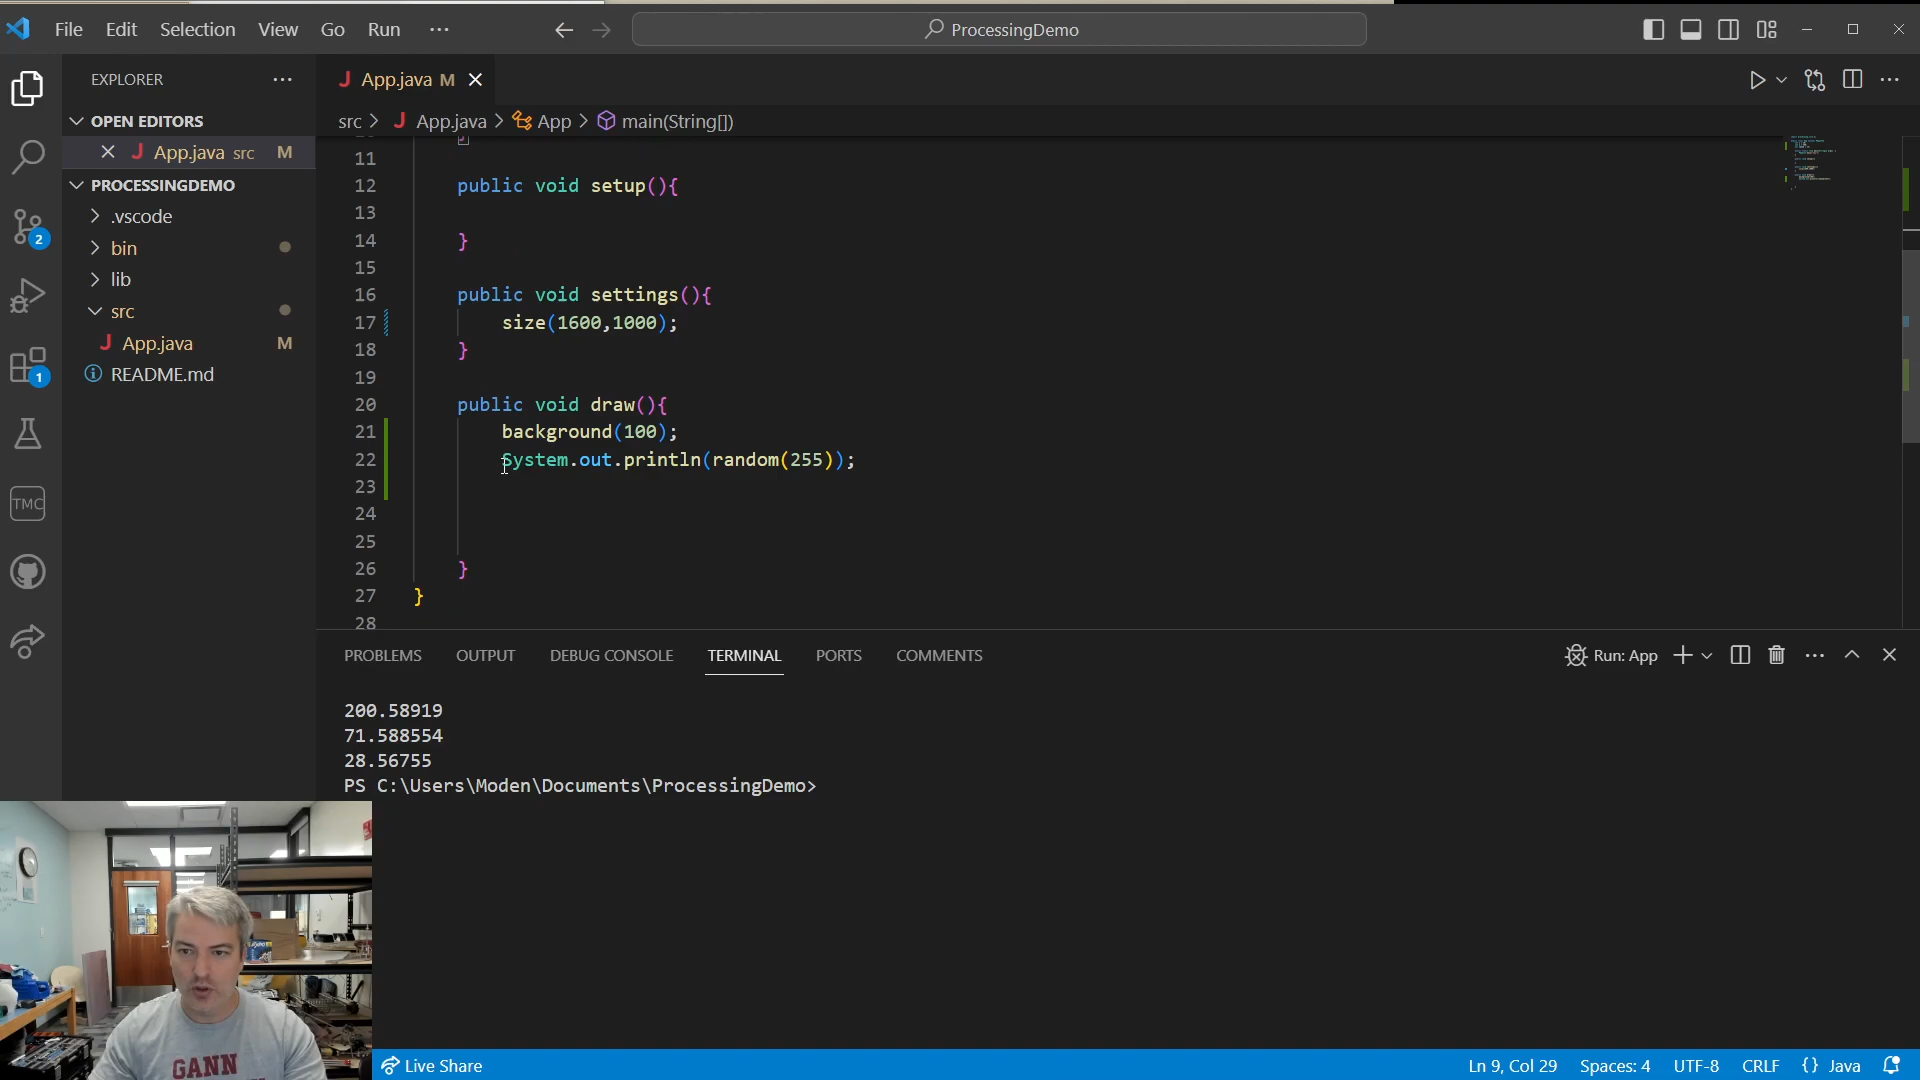 File Edit Selection View Go Run ···
ProcessingDemo
EXPLORER
OPEN EDITORS
App.java src M
PROCESSINGDEMO
.vscode
bin
lib
src
App.java M
README.md
2
1
TMC
App.java M
src > App.java > App > main(String[])
11
12 public void setup(){
13
14 }
15
16 public void settings(){
17 size(1600,1000);
18 }
19
20 public void draw(){
21 background(100);
22 System.out.println(random(255));
23
24
25
26 }
27 }
28
PROBLEMS OUTPUT DEBUG CONSOLE TERMINAL PORTS COMMENTS
Run: App
200.58919
71.588554
28.56755
PS C:\Users\Moden\Documents\ProcessingDemo>
GANN
Live Share
Ln 9, Col 29 Spaces: 4 UTF-8 CRLF {} Java